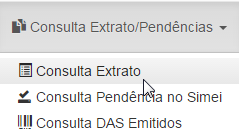 Consulta Extrato/Pendências
Consulta Extrato
Consulta Pendência no Simei
Consulta DAS Emitidos